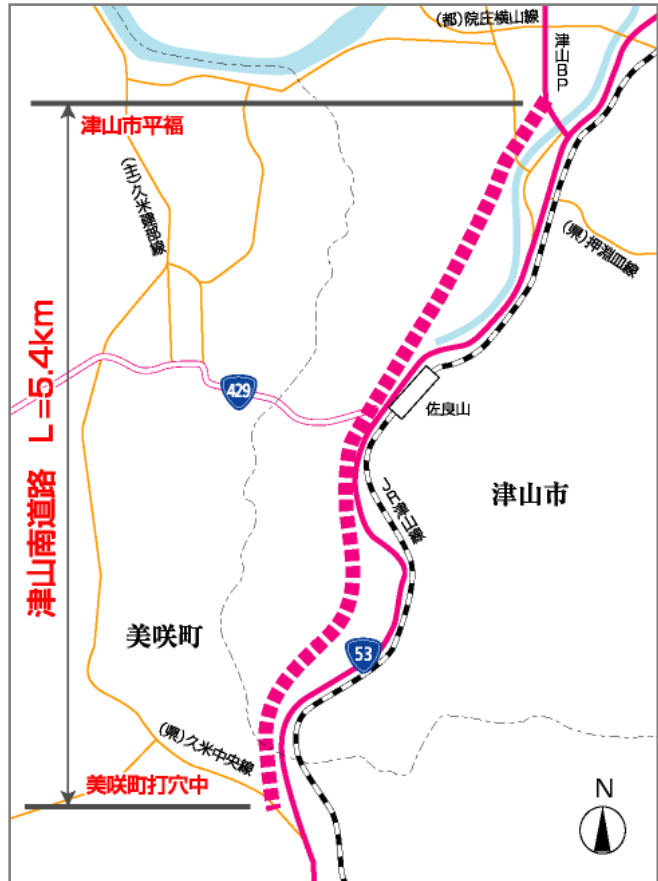 (都)院庄横山線
津山BP
津山市平福
(主)久米建部線
(県)押淵皿線
津山南道路 L=5.4km
429
佐良山
JR津山線
津山市
美咲町
53
(県)久米中央線
美咲町打穴中
N